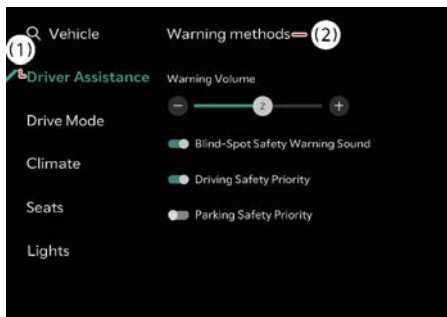 Vehicle
Warning methods
(2)
(1)
Driver Assistance
Warning Volume
2
Drive Mode
Blind-Spot Safety Warning Sound
Climate
Driving Safety Priority
Seats
Parking Safety Priority
Lights